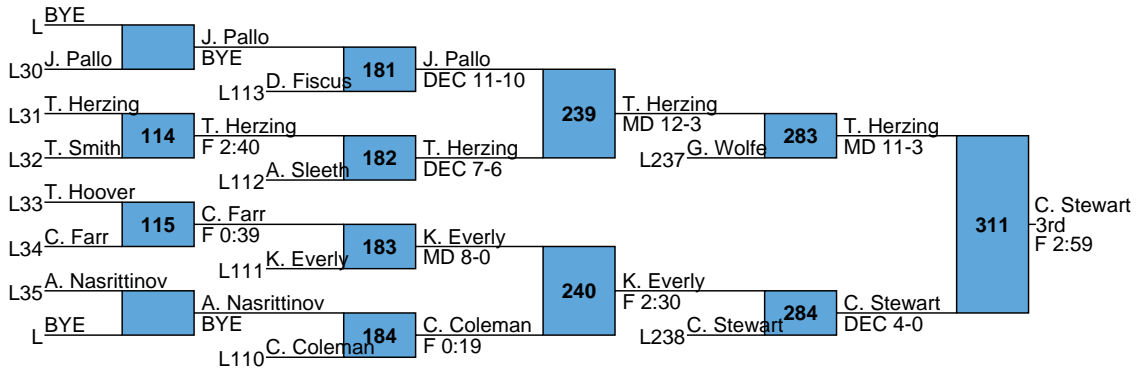 BYE
L
J. Pallo
BYE
J. Pallo
L30
181
J. Pallo
DEC 11-10
D. Fiscus
L113
T. Herzing
L31
239
T. Herzing
MD 12-3
114
T. Herzing
F 2:40
283
T. Herzing
MD 11-3
T. Smith
L32
182
T. Herzing
DEC 7-6
G. Wolfe
L237
A. Sleeth
L112
T. Hoover
L33
115
C. Farr
F 0:39
311
C. Stewart
3rd
F 2:59
C. Farr
L34
183
K. Everly
MD 8-0
K. Everly
L111
A. Nasrittinov
L35
240
K. Everly
F 2:30
A. Nasrittinov
BYE
284
C. Stewart
DEC 4-0
BYE
L
184
C. Coleman
F 0:19
C. Stewart
L238
C. Coleman
L110